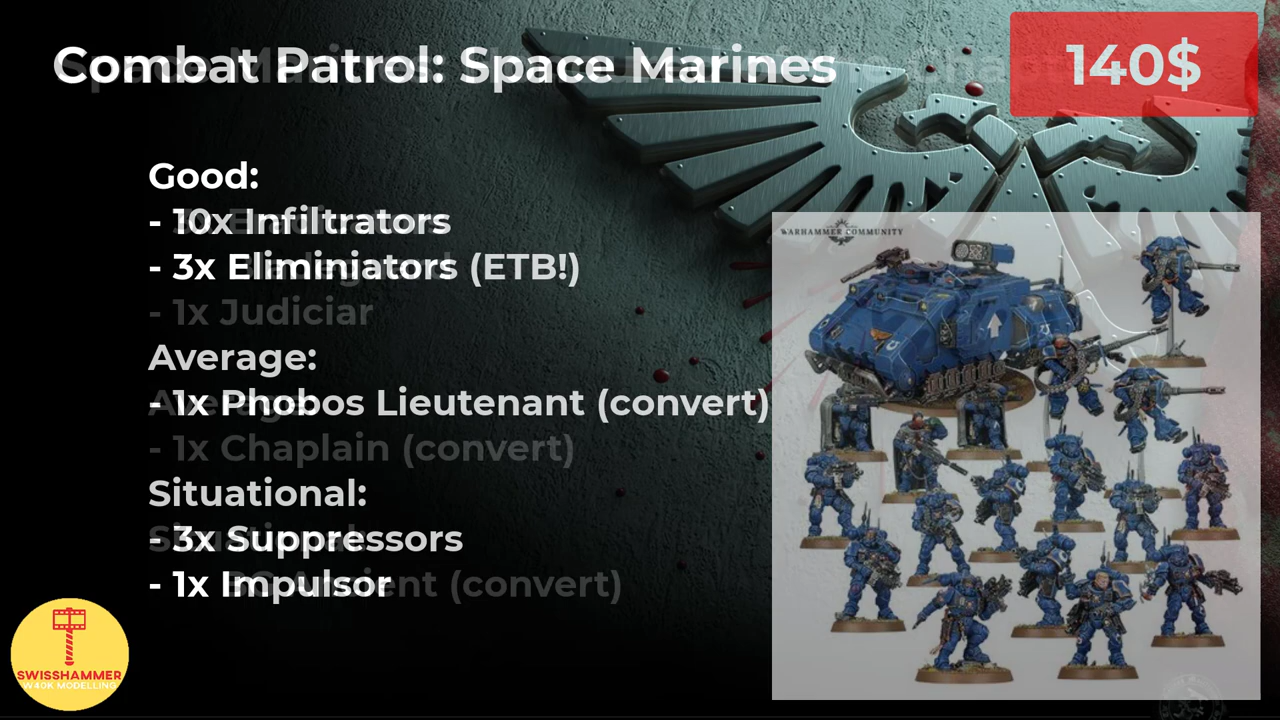 Combat Patrol: Space Marines
140$
Good:
- 10x Infiltrators
- 3x Eliminiators (ETB!)
- 1x Judiciar
Average:
- 1x Phobos Lieutenant (convert)
- 1x Chaplain (convert)
Situational:
- 3x Suppressors
- 1x Impulsor
(convert)
WARHAMMER COMMUNITY
SWISSHAMMER
W40K MODELLING